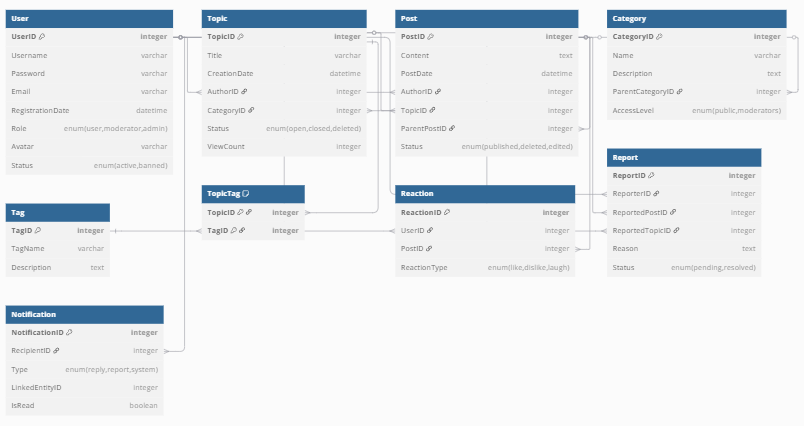 User
UserID integer
Username varchar
Password varchar
Email varchar
RegistrationDate datetime
Role enum(user,moderator,admin)
Avatar varchar
Status enum(active,banned)
Topic
TopicID integer
Title varchar
CreationDate datetime
AuthorID integer
CategoryID integer
Status enum(open,closed,deleted)
ViewCount integer
Post
PostID integer
Content text
PostDate datetime
AuthorID integer
TopicID integer
ParentPostID integer
Status enum(published,deleted,edited)
Category
CategoryID integer
Name varchar
Description text
ParentCategoryID integer
AccessLevel enum(public,moderators)
Tag
TagID integer
TagName varchar
Description text
TopicTag
TopicID integer
TagID integer
Reaction
ReactionID integer
UserID integer
PostID integer
ReactionType enum(like,dislike,laugh)
Report
ReportID integer
ReporterID integer
ReportedPostID integer
ReportedTopicID integer
Reason text
Status enum(pending,resolved)
Notification
NotificationID integer
RecipientID integer
Type enum(reply,report,system)
LinkedEntityID integer
IsRead boolean